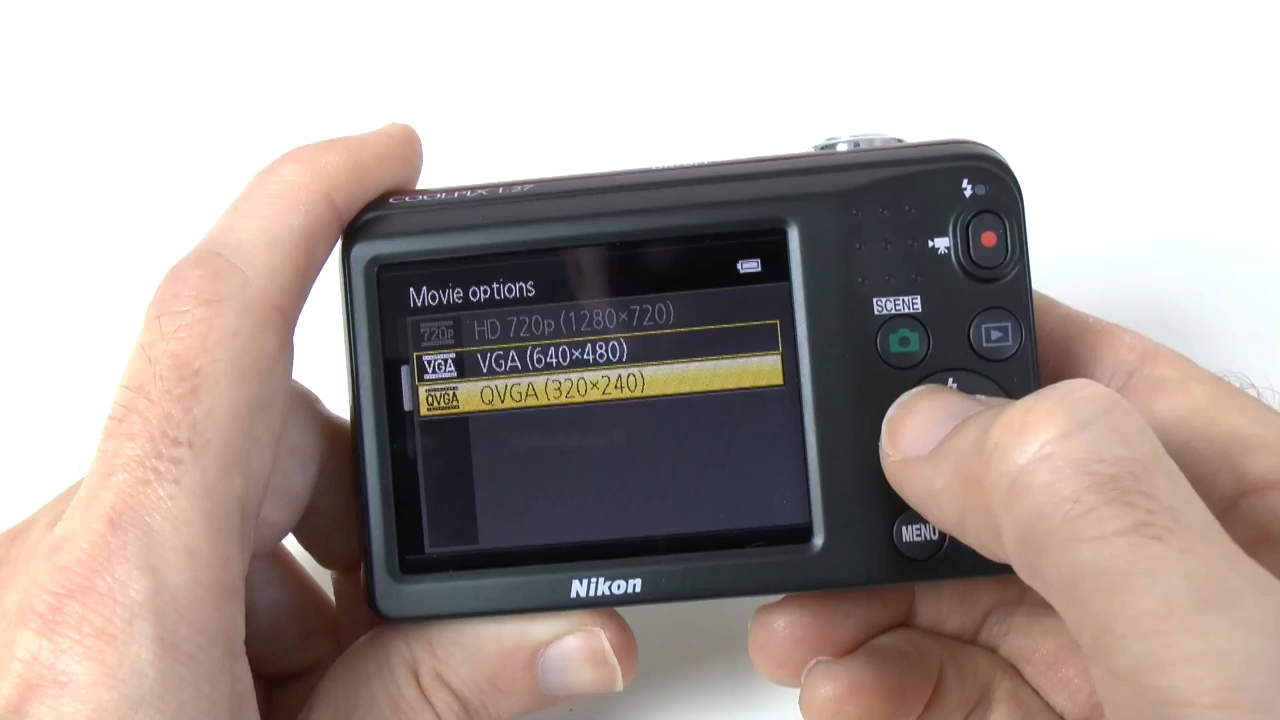 COOLPIX L27
Movie options
720p HD 720p (1280×720)
VGA VGA (640×480)
QVGA QVGA (320×240)
SCENE
MENU
Nikon